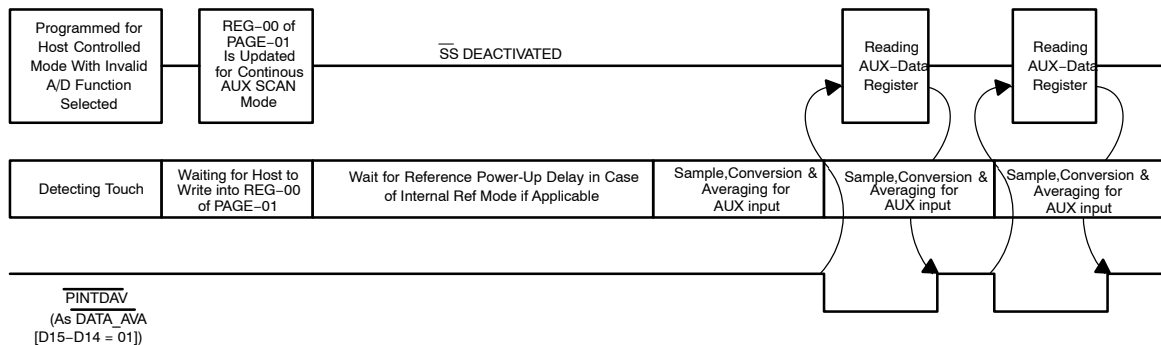 Programmed for
Host Controlled
Mode With Invalid
A/D Function
Selected
REG−00 of
PAGE−01
Is Updated
for Continous
AUX SCAN
Mode
SS DEACTIVATED
Reading
AUX−Data
Register
Reading
AUX−Data
Register
Detecting Touch
Waiting for Host to
Write into REG−00
of PAGE−01
Wait for Reference Power-Up Delay in Case
of Internal Ref Mode if Applicable
Sample,Conversion &
Averaging for
AUX input
Sample,Conversion &
Averaging for
AUX input
Sample,Conversion &
Averaging for
AUX input
PINTDAV
(As DATA_AVA
[D15−D14 = 01])